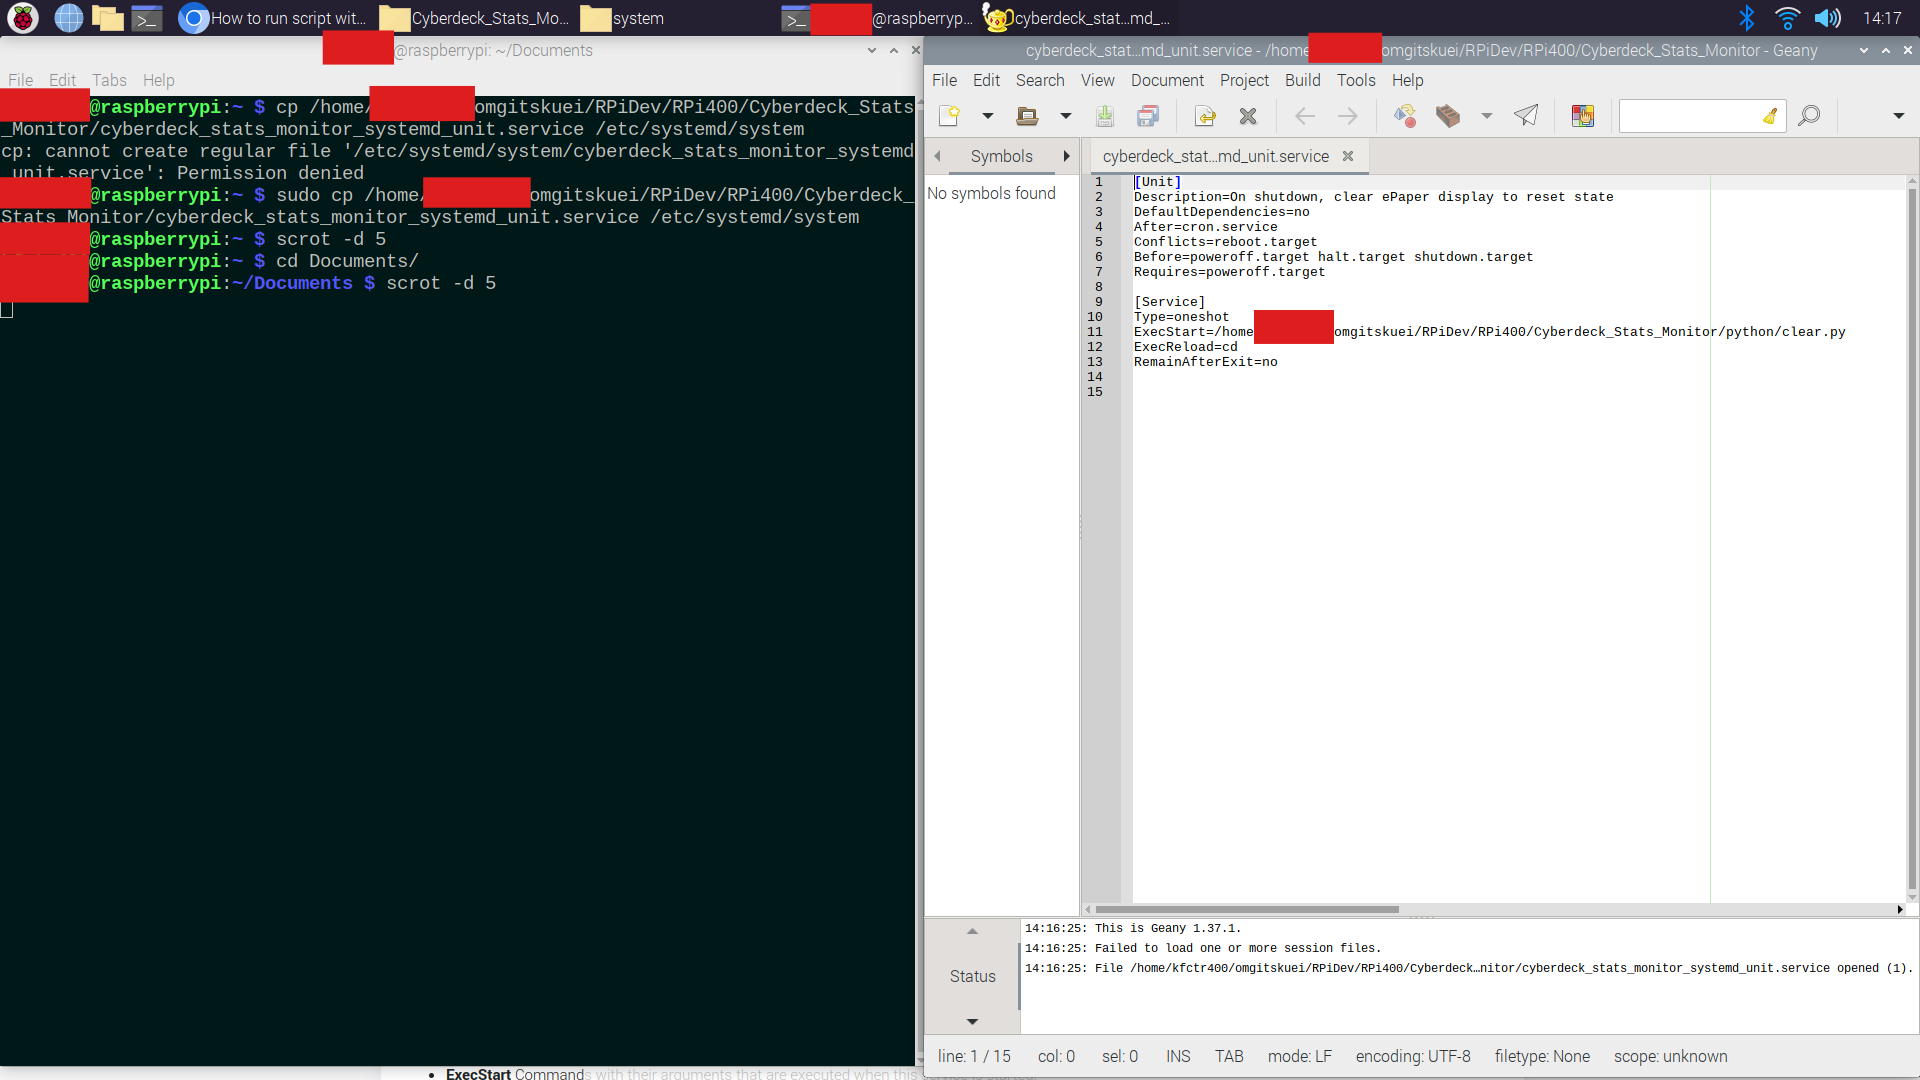 How to run script wit...
Cyberdeck_Stats_Mo...
system
@raspberryp...
cyberdeck_stat...md_...
14:17
@raspberrypi: ~/Documents
File Edit Tabs Help
@raspberrypi:~ $ cp /home/ omgitskuei/RPiDev/RPi400/Cyberdeck_Stats
_Monitor/cyberdeck_stats_monitor_systemd_unit.service /etc/systemd/system
cp: cannot create regular file '/etc/systemd/system/cyberdeck_stats_monitor_systemd
_unit.service': Permission denied
@raspberrypi:~ $ sudo cp /home/ omgitskuei/RPiDev/RPi400/Cyberdeck_
Stats_Monitor/cyberdeck_stats_monitor_systemd_unit.service /etc/systemd/system
@raspberrypi:~ $ scrot -d 5
@raspberrypi:~ $ cd Documents/
@raspberrypi:~/Documents $ scrot -d 5
cyberdeck_stat...md_unit.service - /home omgitskuei/RPiDev/RPi400/Cyberdeck_Stats_Monitor - Geany
File Edit Search View Document Project Build Tools Help
Symbols
No symbols found
cyberdeck_stat...md_unit.service
1 [Unit]
2 Description=On shutdown, clear ePaper display to reset state
3 DefaultDependencies=no
4 After=cron.service
5 Conflicts=reboot.target
6 Before=poweroff.target halt.target shutdown.target
7 Requires=poweroff.target
8
9 [Service]
10 Type=oneshot
11 ExecStart=/home omgitskuei/RPiDev/RPi400/Cyberdeck_Stats_Monitor/python/clear.py
12 ExecReload=cd
13 RemainAfterExit=no
14
15
Status
14:16:25: This is Geany 1.37.1.
14:16:25: Failed to load one or more session files.
14:16:25: File /home/kfctr400/omgitskuei/RPiDev/RPi400/Cyberdeck…nitor/cyberdeck_stats_monitor_systemd_unit.service opened (1).
line: 1 / 15 col: 0 sel: 0 INS TAB mode: LF encoding: UTF-8 filetype: None scope: unknown
• ExecStart Commands with their arguments that are executed when this service is started.